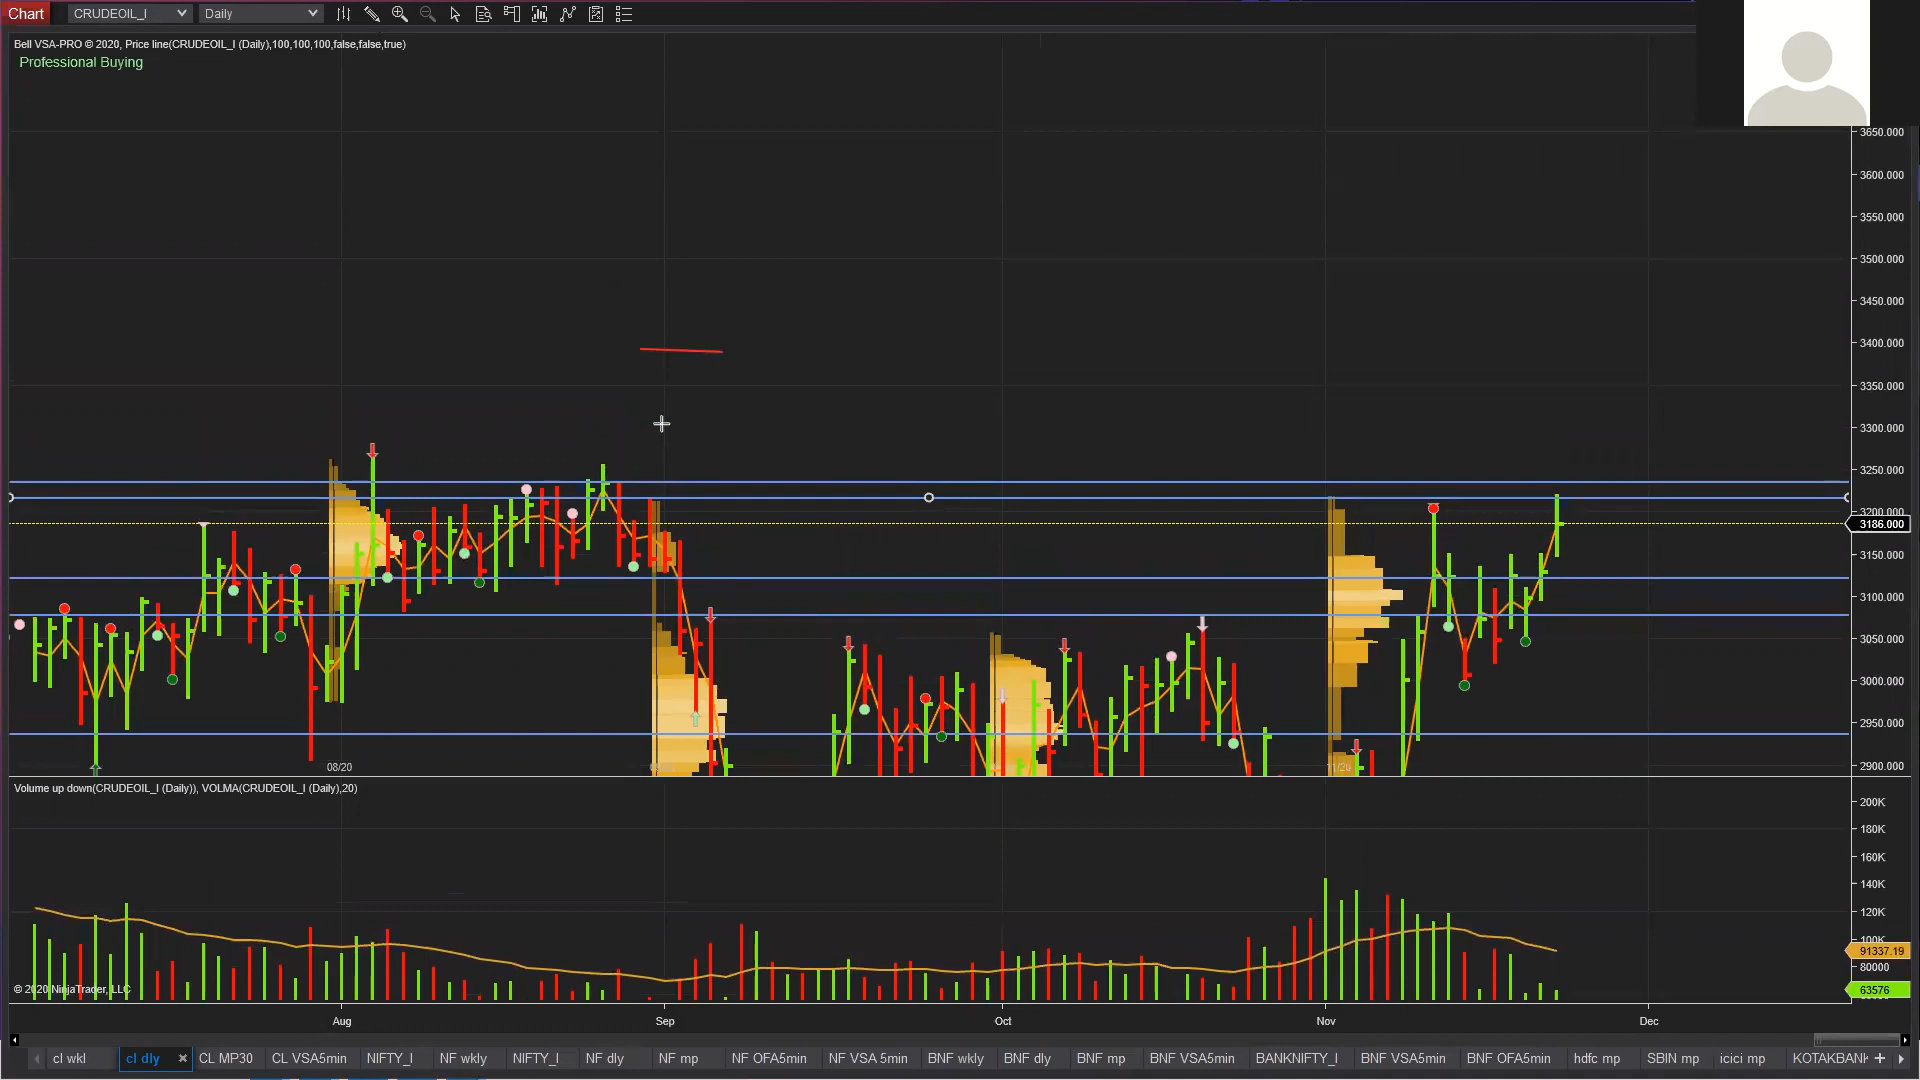 Chart CRUDEOIL_I Daily
Bell VSA-PRO © 2020, Price line(CRUDEOIL_I (Daily),100,100,100,false,false,true)
Professional Buying
3650.000
3600.000
3550.000
3500.000
3450.000
3400.000
3350.000
3300.000
3250.000
3200.000
3186.000
3150.000
3100.000
3050.000
3000.000
2950.000
2900.000
08/20
11/20
Volume up down(CRUDEOIL_I (Daily)), VOLMA(CRUDEOIL_I (Daily),20)
200K
180K
160K
140K
120K
100K
91337.19
80000
63576
© 2020 NinjaTrader, LLC
Aug Sep Oct Nov Dec
cl wkl cl dly CL MP30 CL VSA5min NIFTY_I NF wkly NIFTY_I NF dly NF mp NF OFA5min NF VSA 5min BNF wkly BNF dly BNF mp BNF VSA5min BANKNIFTY_I BNF VSA5min BNF OFA5min hdfc mp SBIN mp icici mp KOTAKBANK